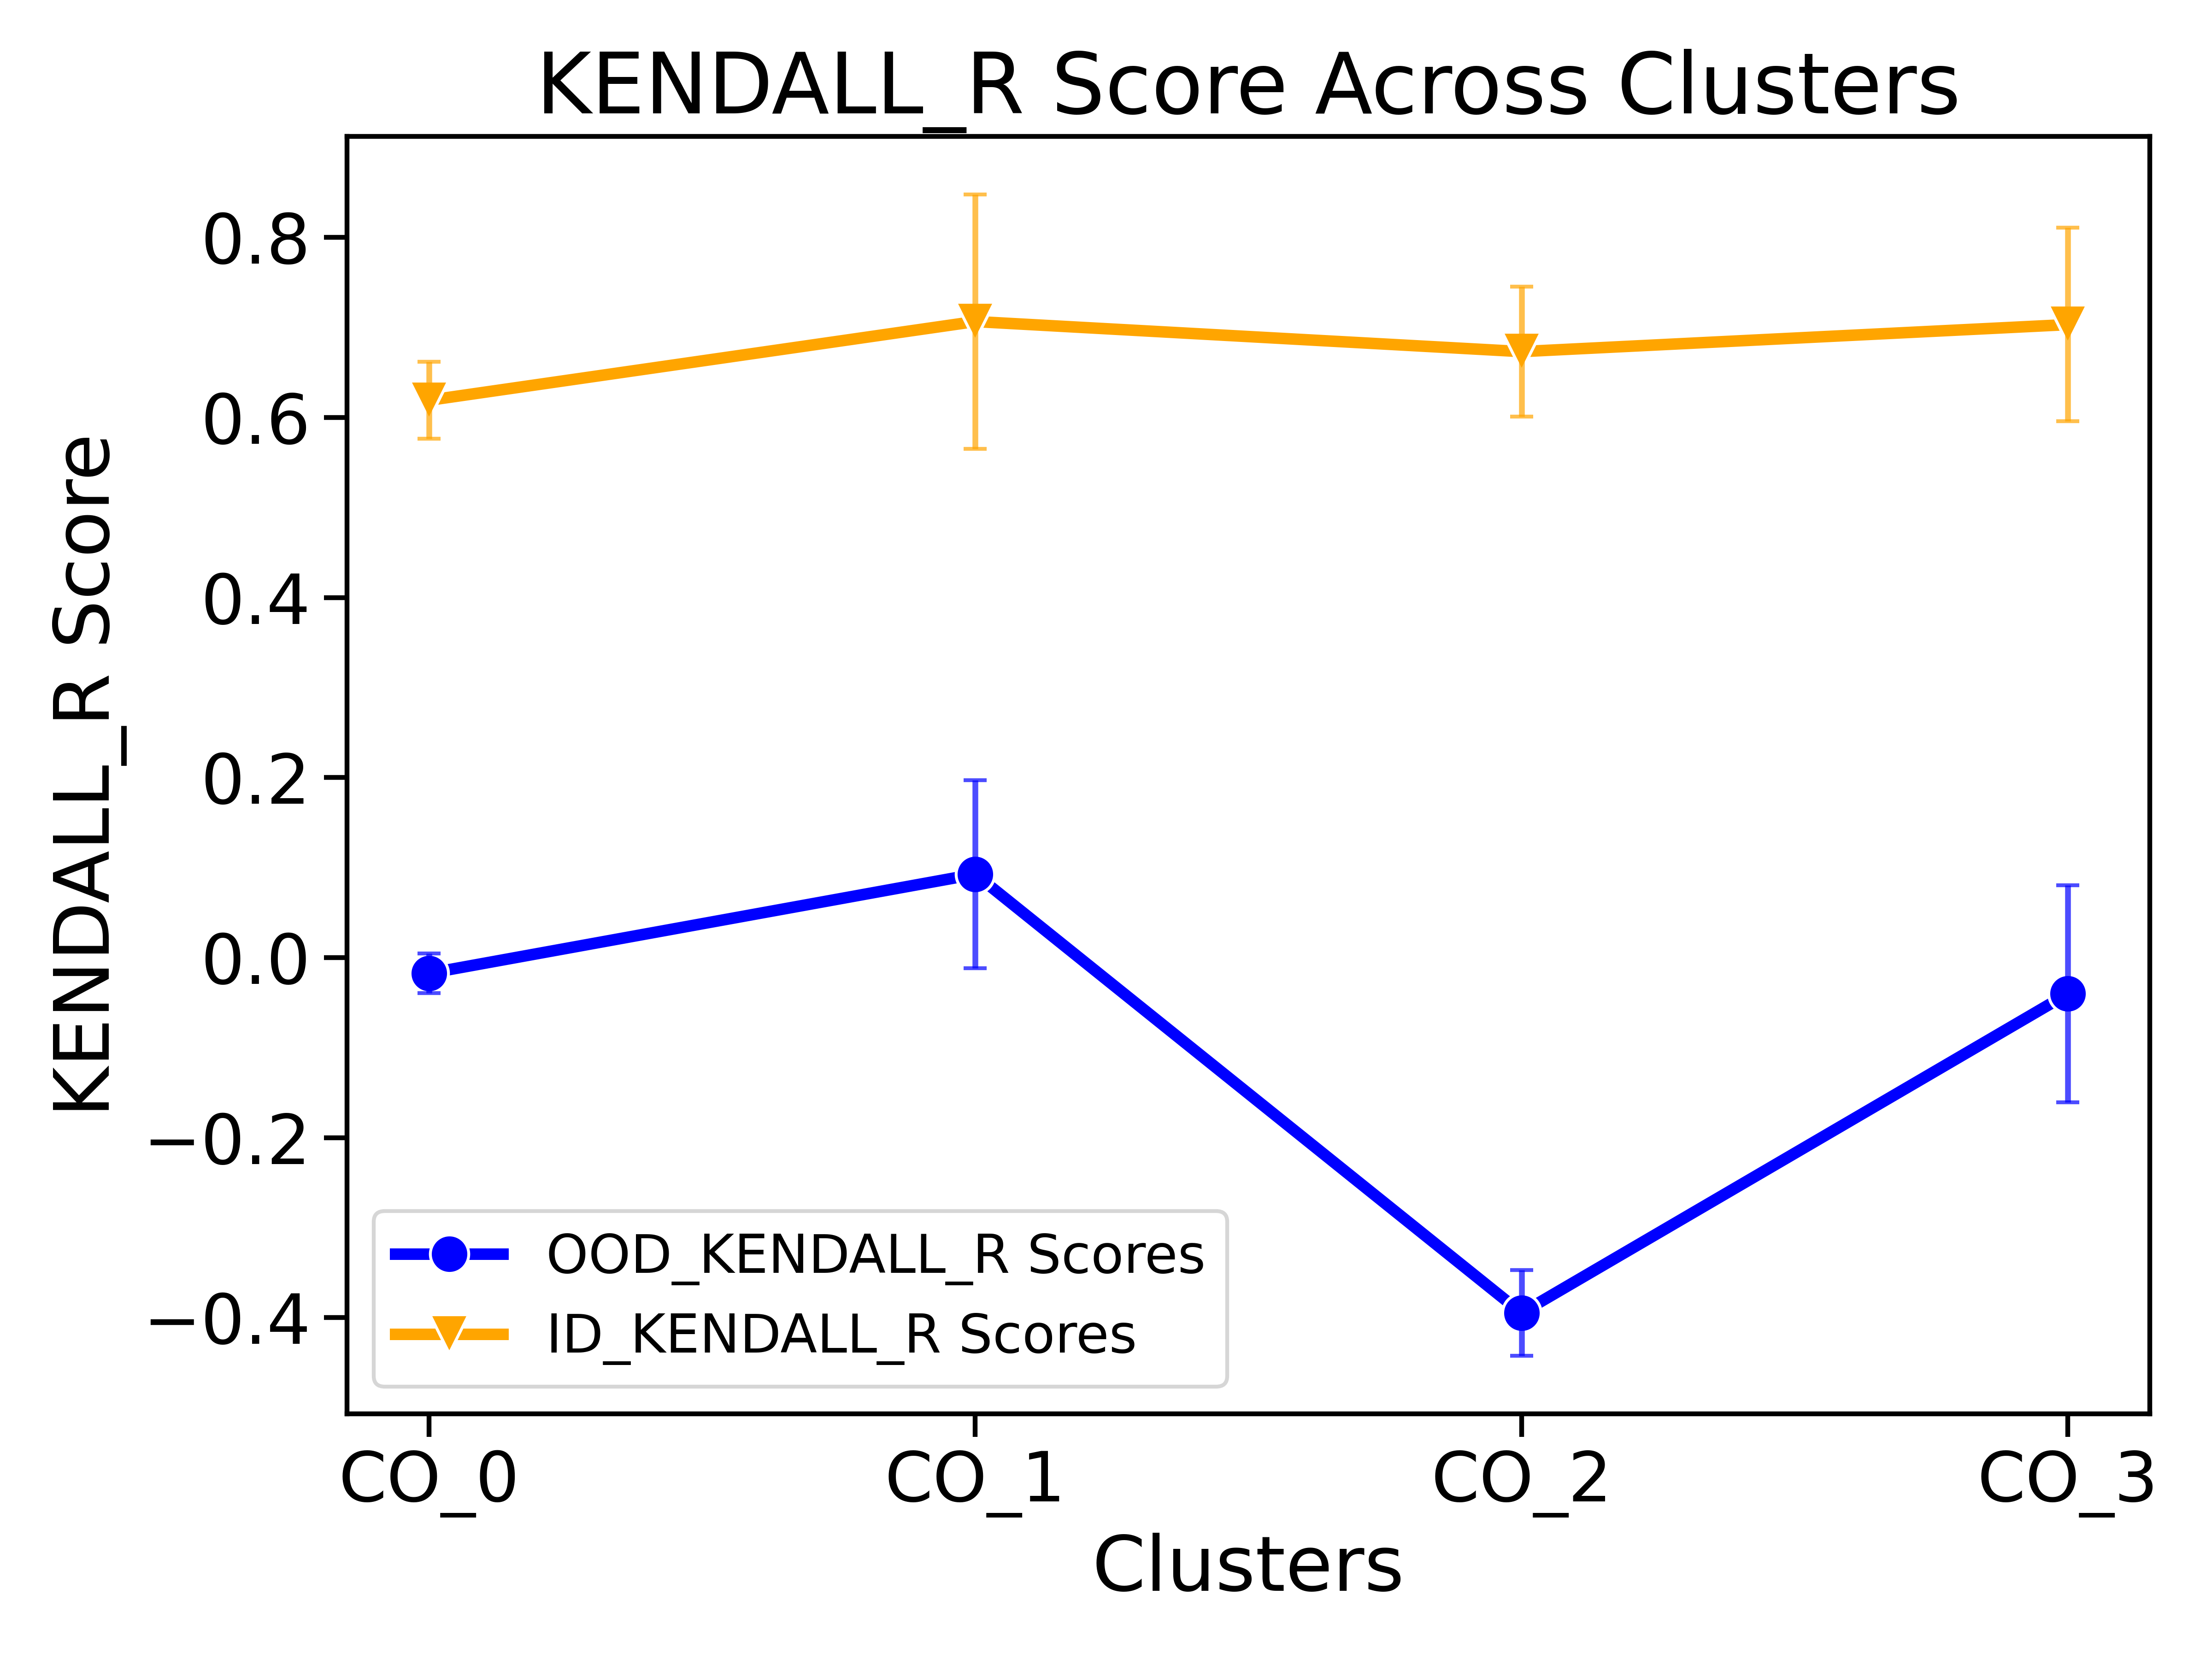 KENDALL_R Score Across Clusters
KENDALL_R Score
0.8
0.6
0.4
0.2
0.0
−0.2
−0.4
OOD_KENDALL_R Scores
ID_KENDALL_R Scores
CO_0 CO_1 CO_2 CO_3
Clusters